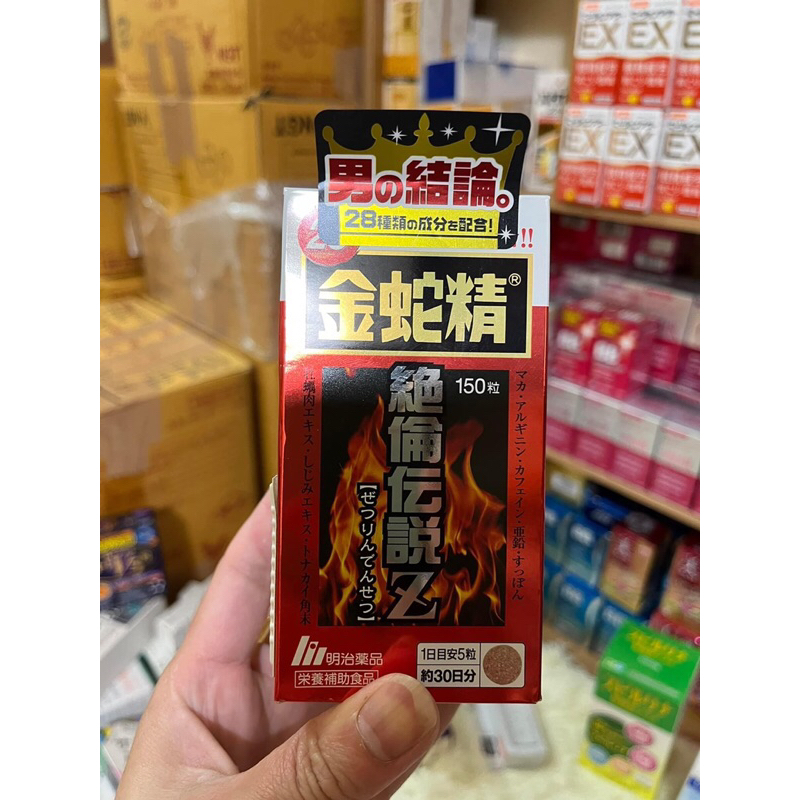 男の結論。
28種類の成分を配合!
!!
金蛇精®
150粒
絶倫伝説Z
【ぜつりんでんせつ】
マカ・アルギニン・カフェイン・亜鉛・すっぽん
蠣肉エキス・しじみエキス・トナカイ角末
明治薬品
栄養補助食品
1日目安5粒
約30日分
EX
EX
EX
EX
EX